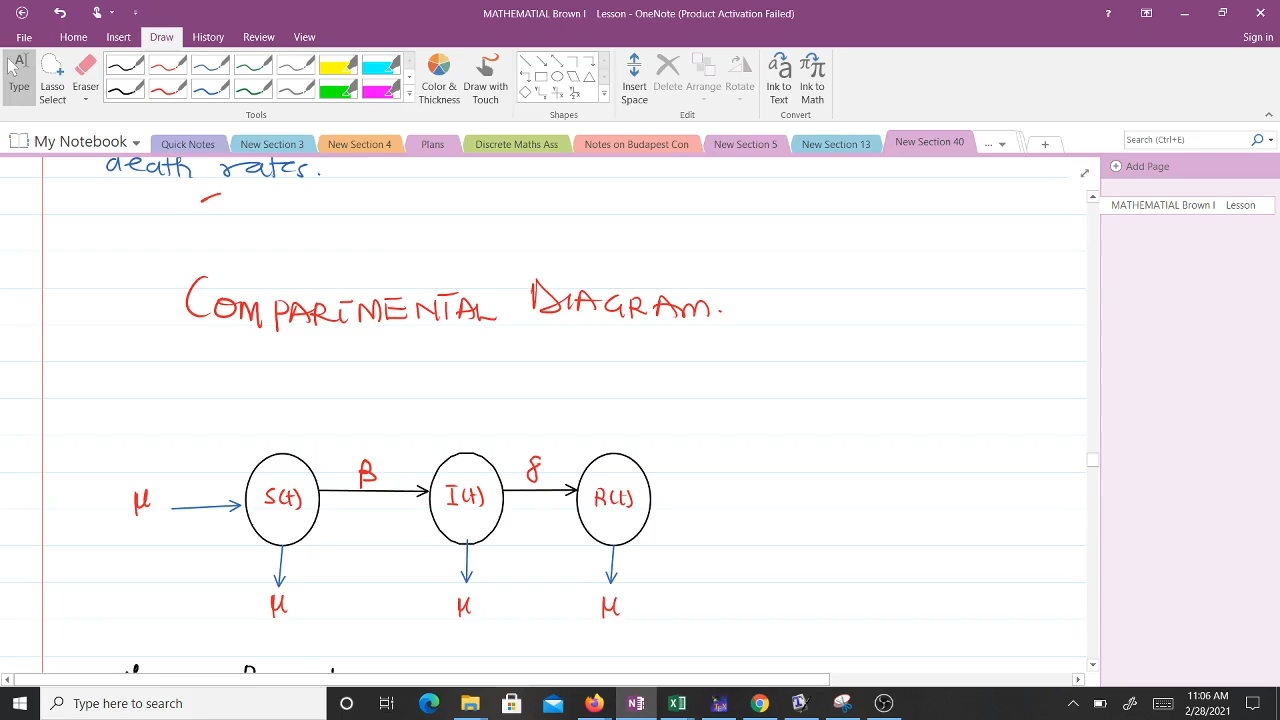 MATHEMATIAL Brown I Lesson - OneNote (Product Activation Failed)
?
File Home Insert Draw History Review View Sign in
Type
Lasso Select
Eraser
Color & Thickness
Draw with Touch
Insert Space
Delete Arrange Rotate
Ink to Text
Ink to Math
Tools Shapes Edit Convert
My Notebook Quick Notes New Section 3 New Section 4 Plans Discrete Maths Ass Notes on Budapest Con New Section 5 New Section 13 New Section 40 ... Search (Ctrl+E)
Add Page
MATHEMATIAL Brown I Lesson
death rates.
COMPARIMENTAL DIAGRAM.
β γ
μ S(t) I(t) R(t)
μ μ μ
Type here to search
11:06 AM
2/28/2021